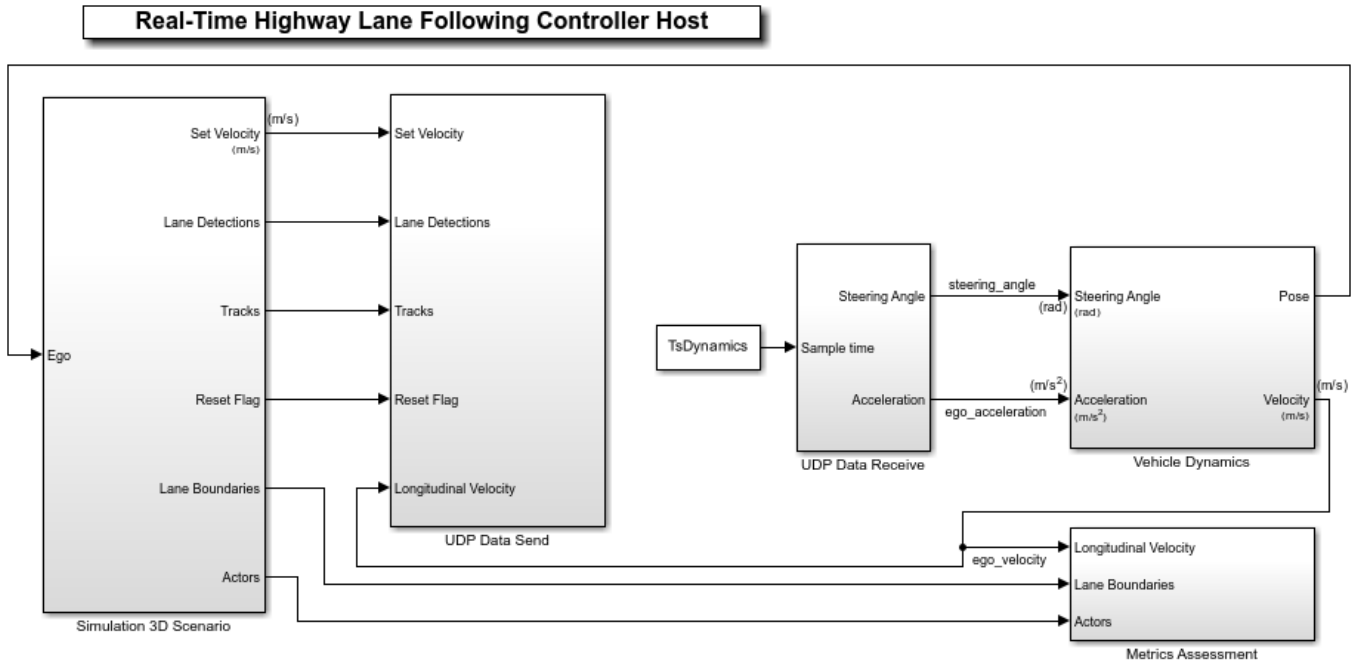 Real-Time Highway Lane Following Controller Host
Ego
Set Velocity
(m/s)
Lane Detections
Tracks
Reset Flag
Lane Boundaries
Actors
Simulation 3D Scenario
(m/s)
Set Velocity
Lane Detections
Tracks
Reset Flag
Longitudinal Velocity
UDP Data Send
TsDynamics
Sample time
Steering Angle
Acceleration
UDP Data Receive
steering_angle
(rad)
(m/s²)
ego_acceleration
Steering Angle
(rad)
Acceleration
(m/s²)
Pose
Velocity
(m/s)
Vehicle Dynamics
(m/s)
ego_velocity
Longitudinal Velocity
Lane Boundaries
Actors
Metrics Assessment